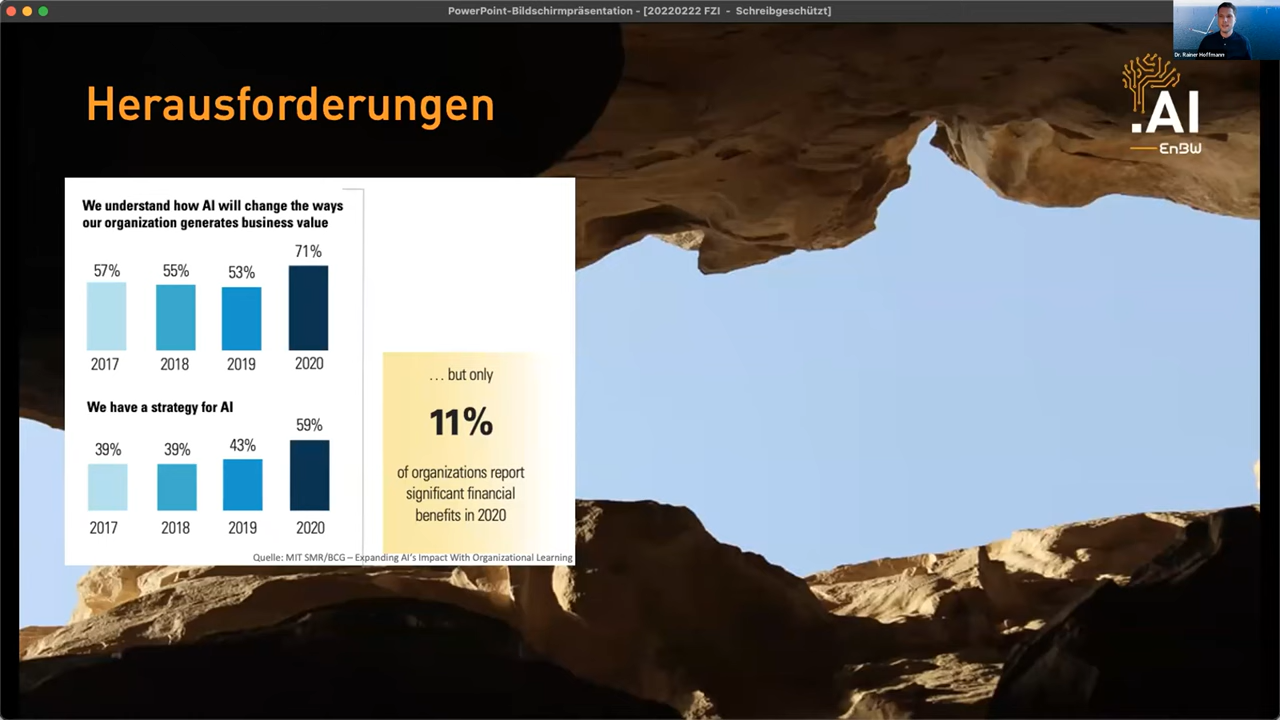 PowerPoint-Bildschirmpräsentation - [20220222 FZI - Schreibgeschützt]
Dr. Rainer Hoffmann
Herausforderungen
.AI
EnBW
We understand how AI will change the ways
our organization generates business value
57% 55% 53% 71%
2017 2018 2019 2020
We have a strategy for AI
39% 39% 43% 59%
2017 2018 2019 2020
... but only
11%
of organizations report
significant financial
benefits in 2020
Quelle: MIT SMR/BCG – Expanding AI's Impact With Organizational Learning